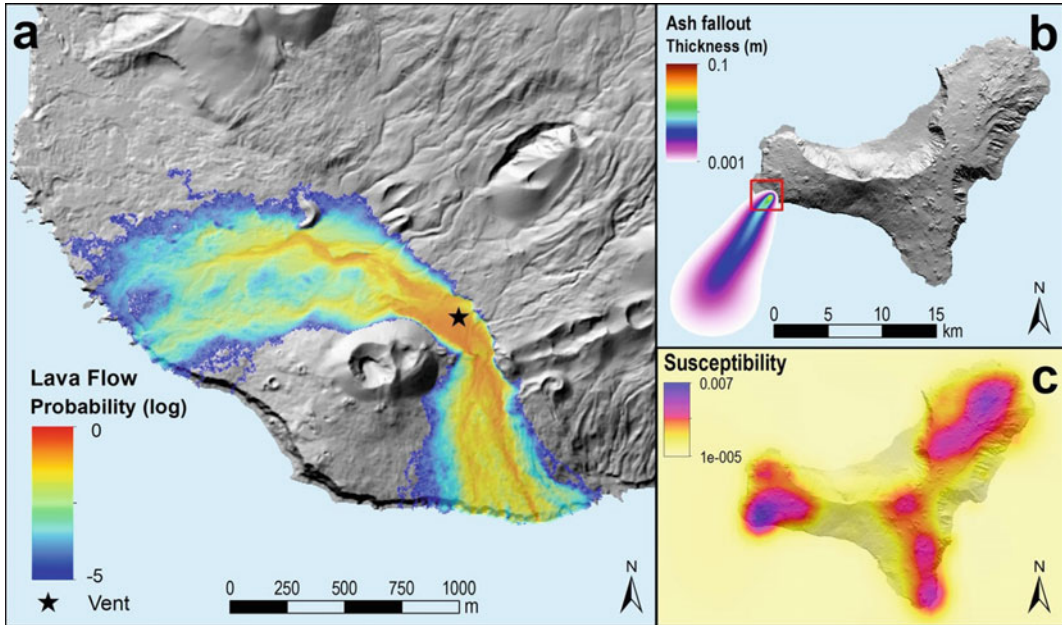 a
Lava Flow
Probability (log)
0
-5
Vent
0 250 500 750 1000
m
N
b
Ash fallout
Thickness (m)
0.1
0.001
0 5 10 15
km
N
c
Susceptibility
0.007
1e-005
N